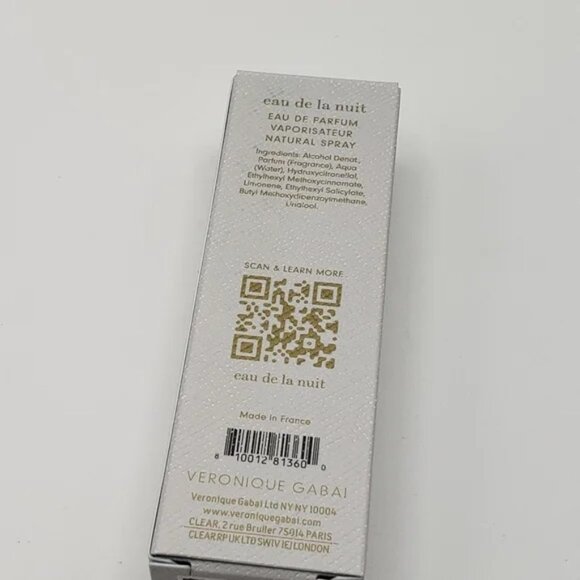 eau de la nuit
EAU DE PARFUM
VAPORISATEUR
NATURAL SPRAY
Ingredients: Alcohol Denat.,
Parfum (Fragrance), Aqua
(Water), Hydroxycitronellal,
Ethylhexyl Methoxycinnamate,
Limonene, Ethylhexyl Salicylate,
Butyl Methoxydibenzoylmethane,
Linalool.
SCAN & LEARN MORE
eau de la nuit
Made in France
8 10012 81360 0
VERONIQUE GABAI
Veronique Gabai Ltd NY NY 10004
www.veroniquegabai.com
CLEAR, 2 rue Bruller 75014 PARIS
CLEAR RP UK LTD SW1V 1EJ LONDON